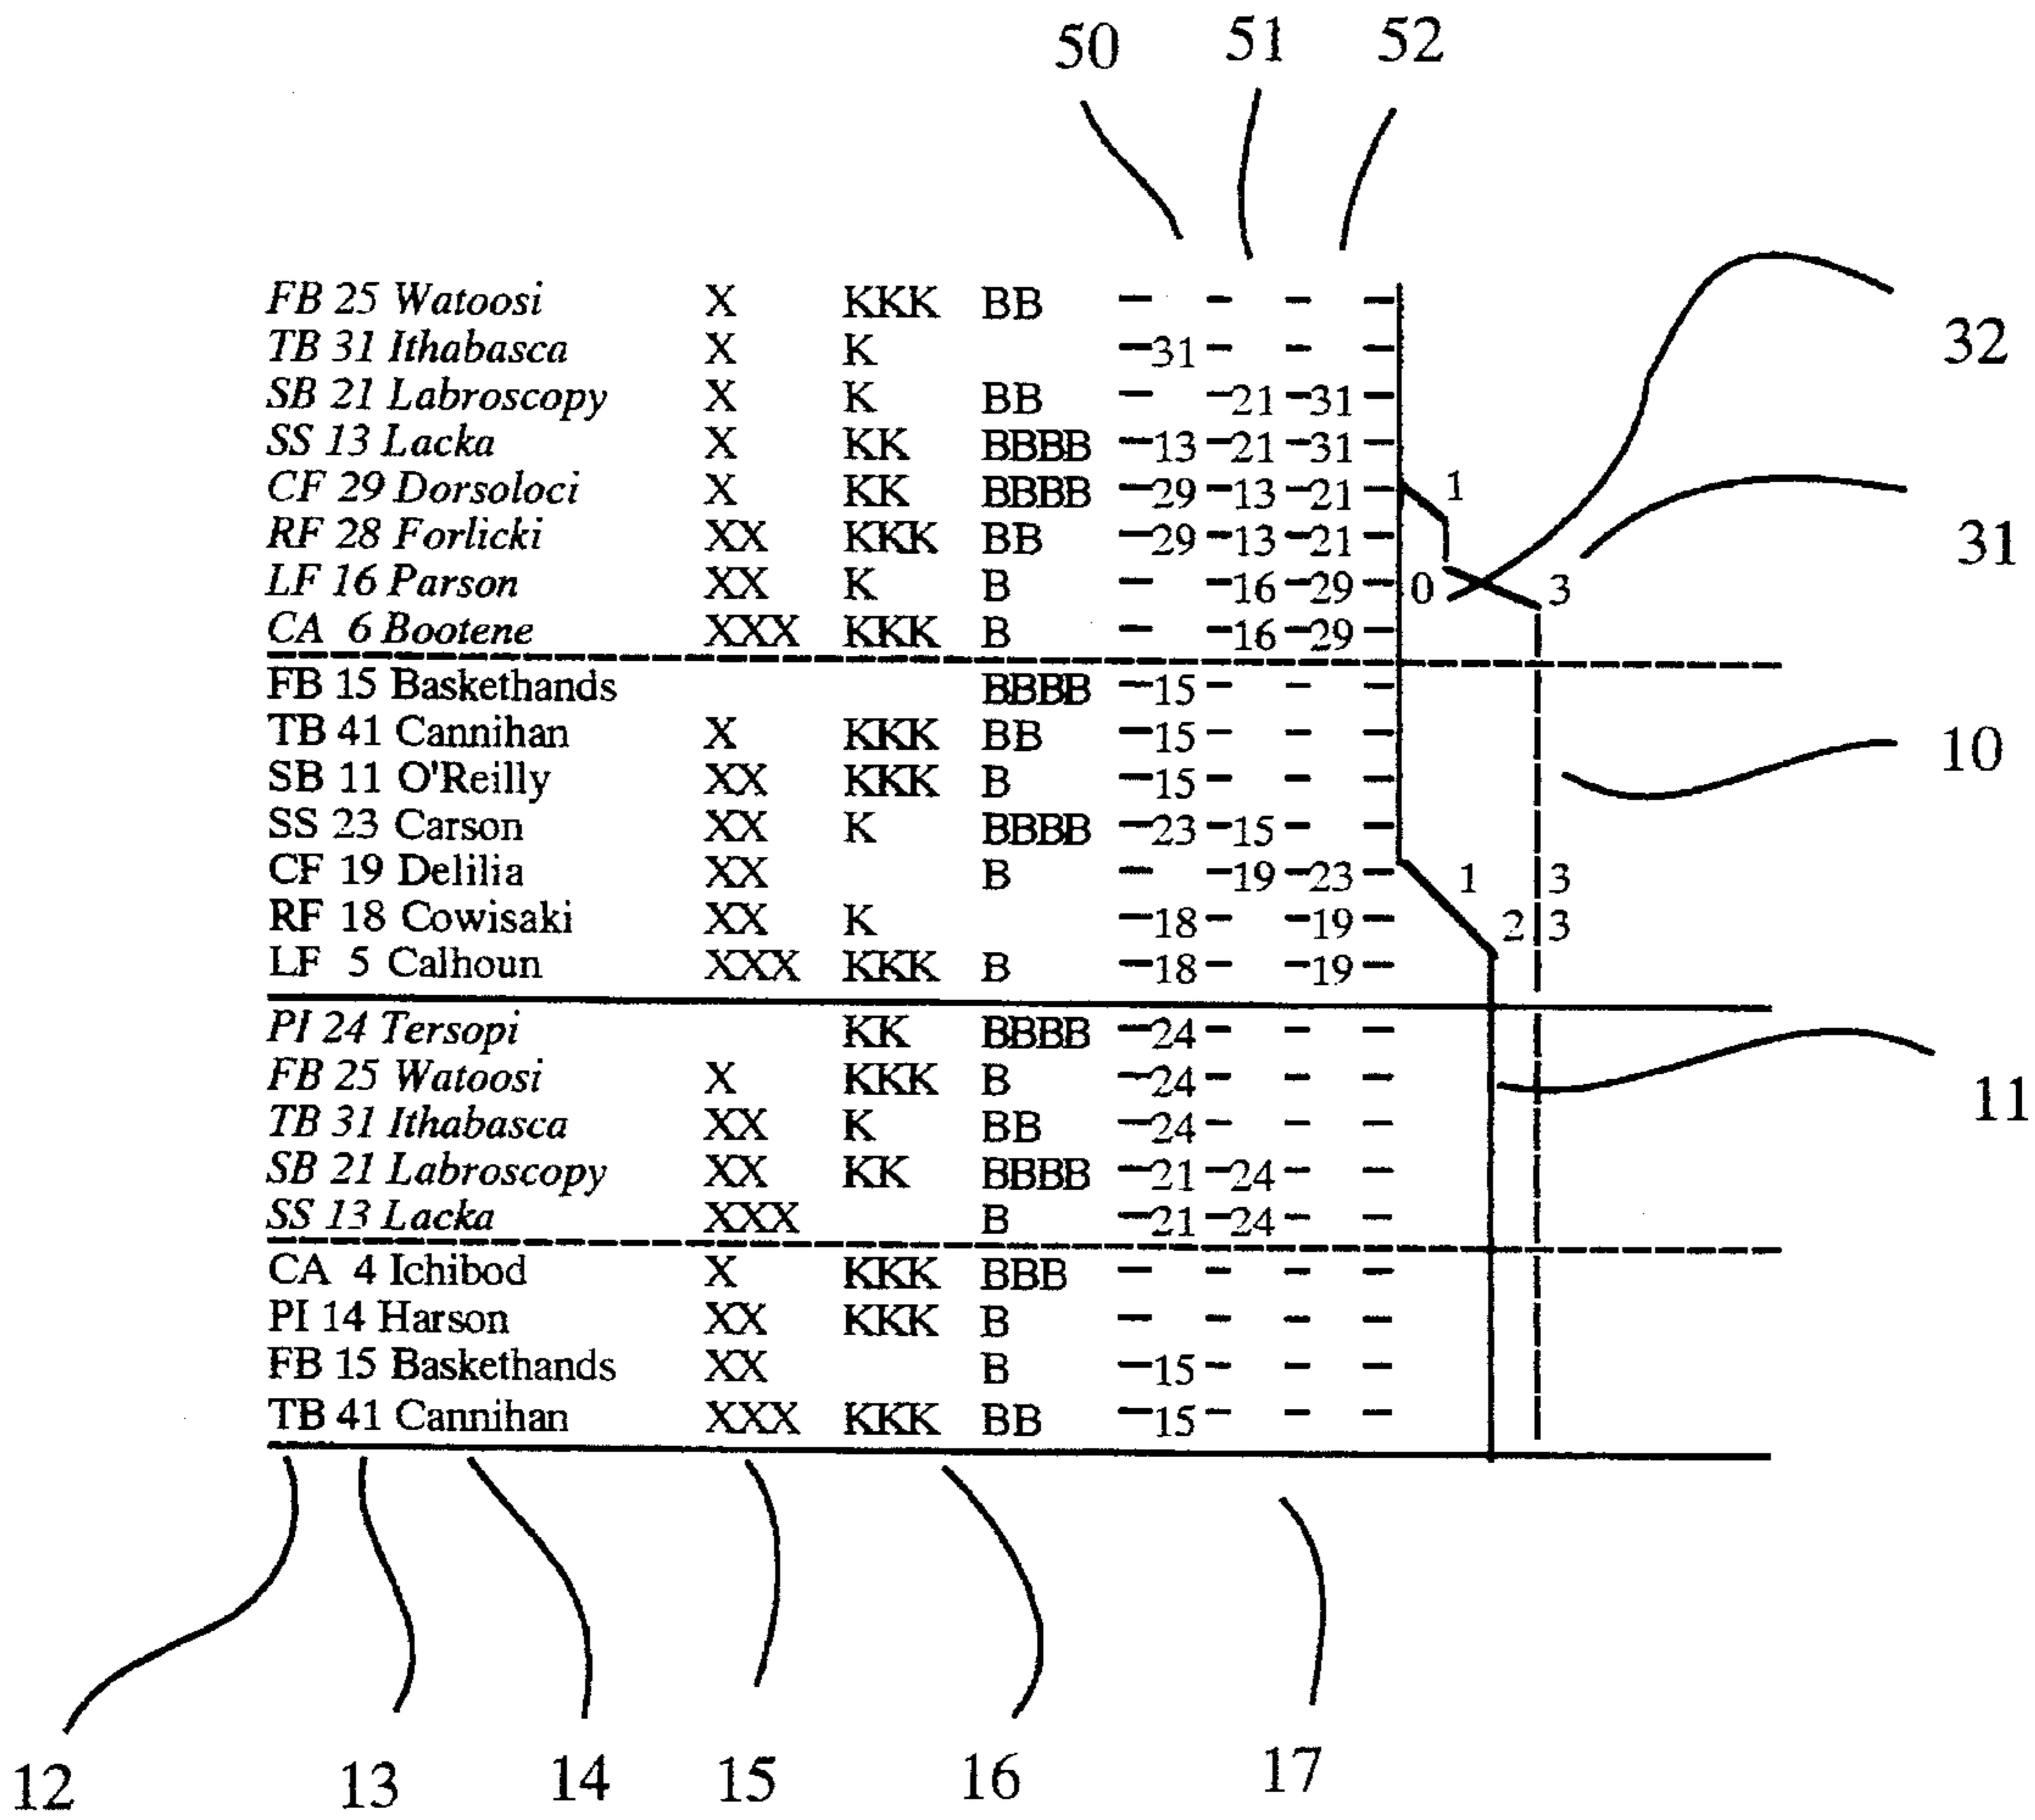 50 51 52
FB 25 Watoosi X KKK BB - - - -
TB 31 Ithabasca X K -31- - -
32
SB 21 Labroscopy X K BB - -21-31-
SS 13 Lacka X KK BBBB -13-21-31-
CF 29 Dorsoloci X KK BBBB -29-13-21- 1
RF 28 Forlicki XX KKK BB -29-13-21-
31
LF 16 Parson XX K B - -16-29- 0 3
CA 6 Bootene XXX KKK B - -16-29-
FB 15 Baskethands BBBB -15- - -
TB 41 Cannihan X KKK BB -15- - -
10
SB 11 O'Reilly XX KKK B -15- - -
SS 23 Carson XX K BBBB -23-15- -
CF 19 Delilia XX B - -19-23- 1 3
RF 18 Cowisaki XX K -18- -19- 2 3
LF 5 Calhoun XXX KKK B -18- -19-
PI 24 Tersopi KK BBBB -24- - -
FB 25 Watoosi X KKK B -24- - -
11
TB 31 Ithabasca XX K BB -24- - -
SB 21 Labroscopy XX KK BBBB -21-24- -
SS 13 Lacka XXX B -21-24- -
CA 4 Ichibod X KKK BBB - - - -
PI 14 Harson XX KKK B - - - -
FB 15 Baskethands XX B -15- - -
TB 41 Cannihan XXX KKK BB -15- - -
12 13 14 15 16 17